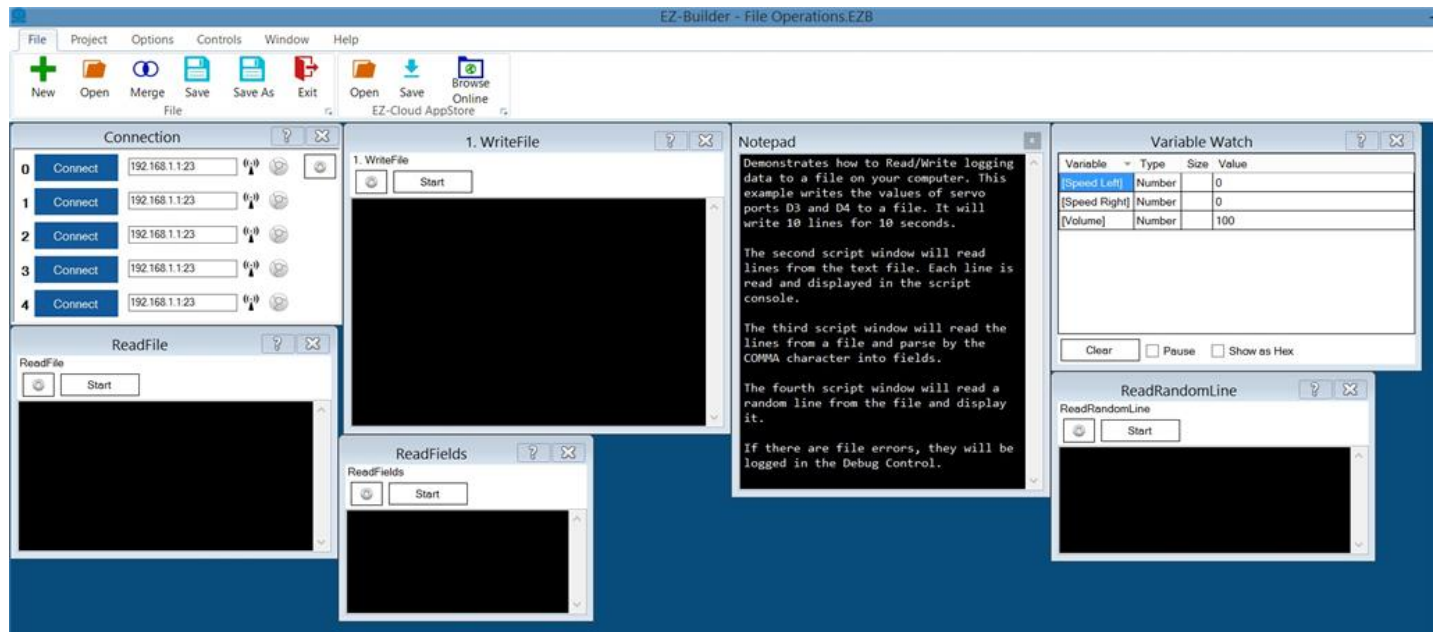 EZ-Builder - File Operations.EZB
File Project Options Controls Window Help
New Open Merge Save Save As Exit Open Save Browse Online
File EZ-Cloud AppStore
Connection
0 Connect 192.168.1.1:23
1 Connect 192.168.1.1:23
2 Connect 192.168.1.1:23
3 Connect 192.168.1.1:23
4 Connect 192.168.1.1:23
ReadFile
ReadFile
Start
1. WriteFile
1. WriteFile
Start
ReadFields
ReadFields
Start
Notepad
Demonstrates how to Read/Write logging
data to a file on your computer. This
example writes the values of servo
ports D3 and D4 to a file. It will
write 10 lines for 10 seconds.
The second script window will read
lines from the text file. Each line is
read and displayed in the script
console.
The third script window will read the
lines from a file and parse by the
COMMA character into fields.
The fourth script window will read a
random line from the file and display
it.
If there are file errors, they will be
logged in the Debug Control.
Variable Watch
Variable Type Size Value
[Speed Left] Number 0
[Speed Right] Number 0
[Volume] Number 100
Clear Pause Show as Hex
ReadRandomLine
ReadRandomLine
Start